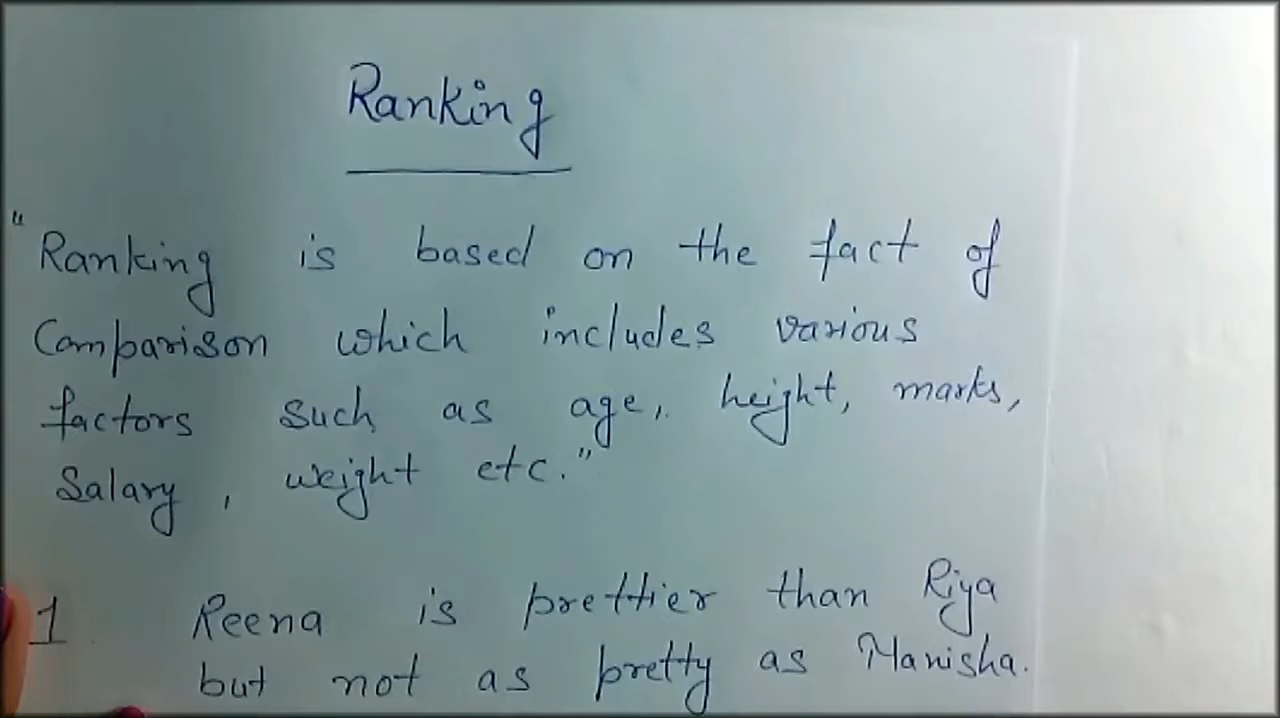 Ranking
"Ranking is based on the fact of
Comparison which includes various
factors such as age, height, marks,
Salary, weight etc."
1. Reena is prettier than Riya
but not as pretty as Manisha.